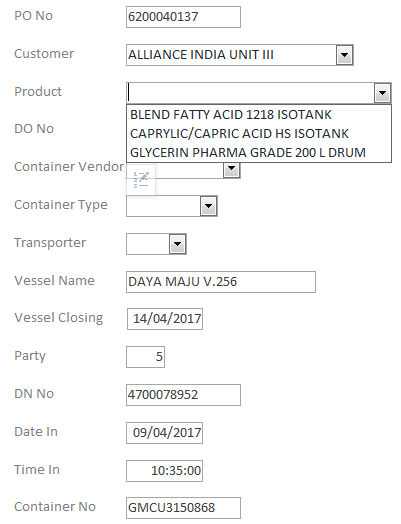 PO No 6200040137
Customer ALLIANCE INDIA UNIT III
Product
BLEND FATTY ACID 1218 ISOTANK
DO No CAPRYLIC/CAPRIC ACID HS ISOTANK
GLYCERIN PHARMA GRADE 200 L DRUM
Container Vendor
Container Type
Transporter
Vessel Name DAYA MAJU V.256
Vessel Closing 14/04/2017
Party 5
DN No 4700078952
Date In 09/04/2017
Time In 10:35:00
Container No GMCU3150868